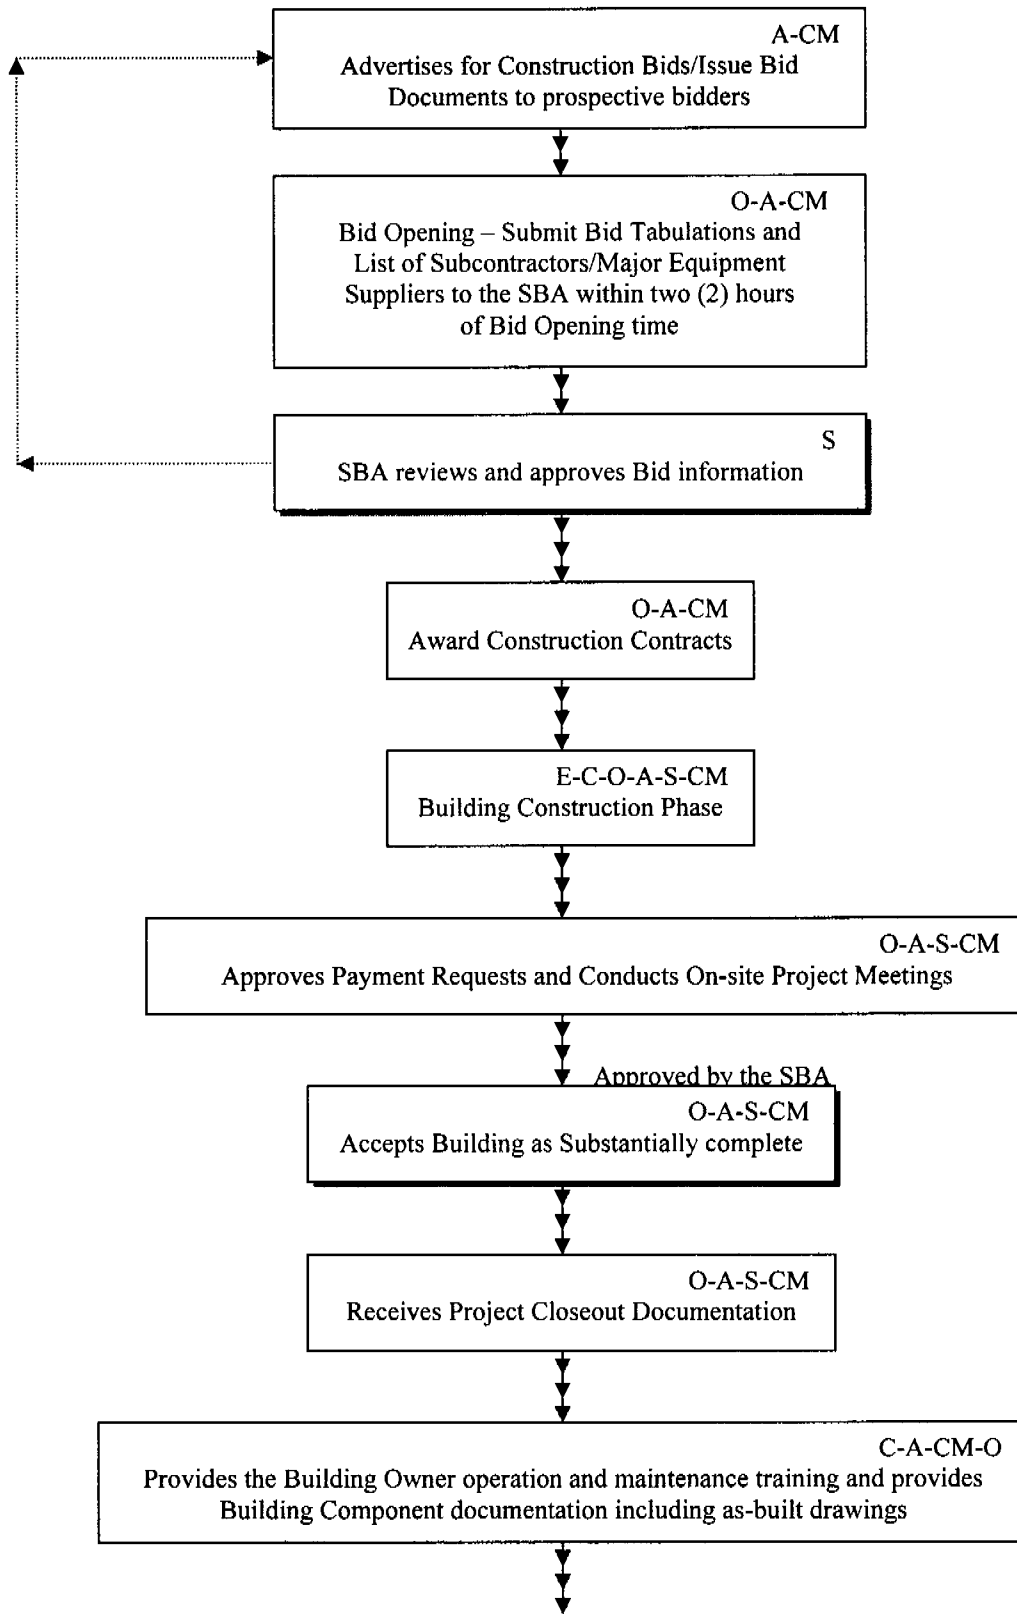 A-CM
Advertises for Construction Bids/Issue Bid
Documents to prospective bidders
O-A-CM
Bid Opening – Submit Bid Tabulations and
List of Subcontractors/Major Equipment
Suppliers to the SBA within two (2) hours
of Bid Opening time
S
SBA reviews and approves Bid information
O-A-CM
Award Construction Contracts
E-C-O-A-S-CM
Building Construction Phase
O-A-S-CM
Approves Payment Requests and Conducts On-site Project Meetings
Approved by the SBA
O-A-S-CM
Accepts Building as Substantially complete
O-A-S-CM
Receives Project Closeout Documentation
C-A-CM-O
Provides the Building Owner operation and maintenance training and provides
Building Component documentation including as-built drawings